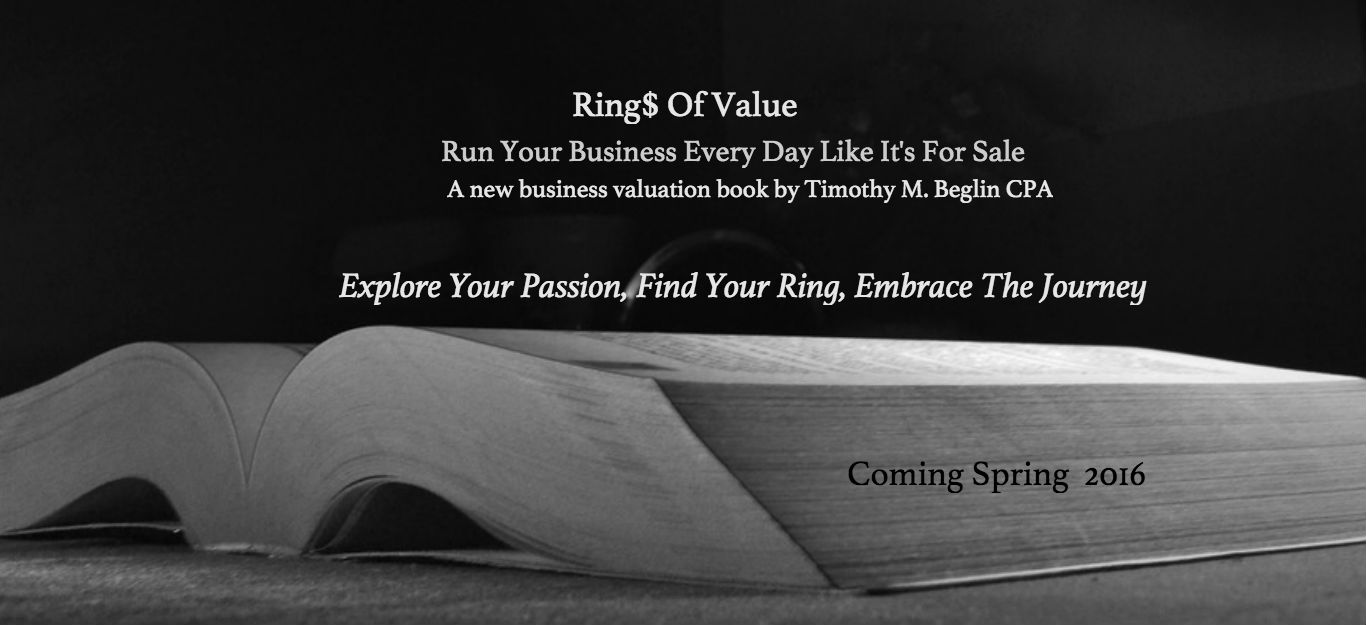 Ring$ Of Value
Run Your Business Every Day Like It's For Sale
A new business valuation book by Timothy M. Beglin CPA
Explore Your Passion, Find Your Ring, Embrace The Journey
Coming Spring 2016